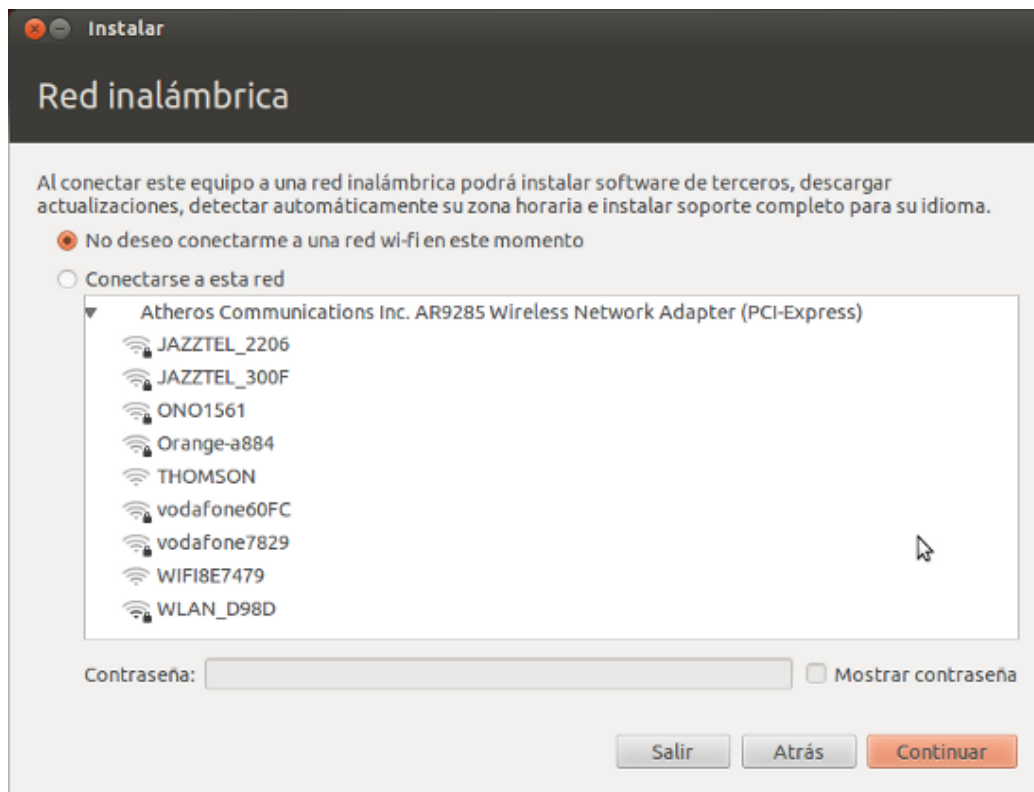 Instalar
Red inalámbrica
Al conectar este equipo a una red inalámbrica podrá instalar software de terceros, descargar
actualizaciones, detectar automáticamente su zona horaria e instalar soporte completo para su idioma.
No deseo conectarme a una red wi-fi en este momento
Conectarse a esta red
Atheros Communications Inc. AR9285 Wireless Network Adapter (PCI-Express)
JAZZTEL_2206
JAZZTEL_300F
ONO1561
Orange-a884
THOMSON
vodafone60FC
vodafone7829
WIFI8E7479
WLAN_D98D
Contraseña: Mostrar contraseña
Salir Atrás Continuar